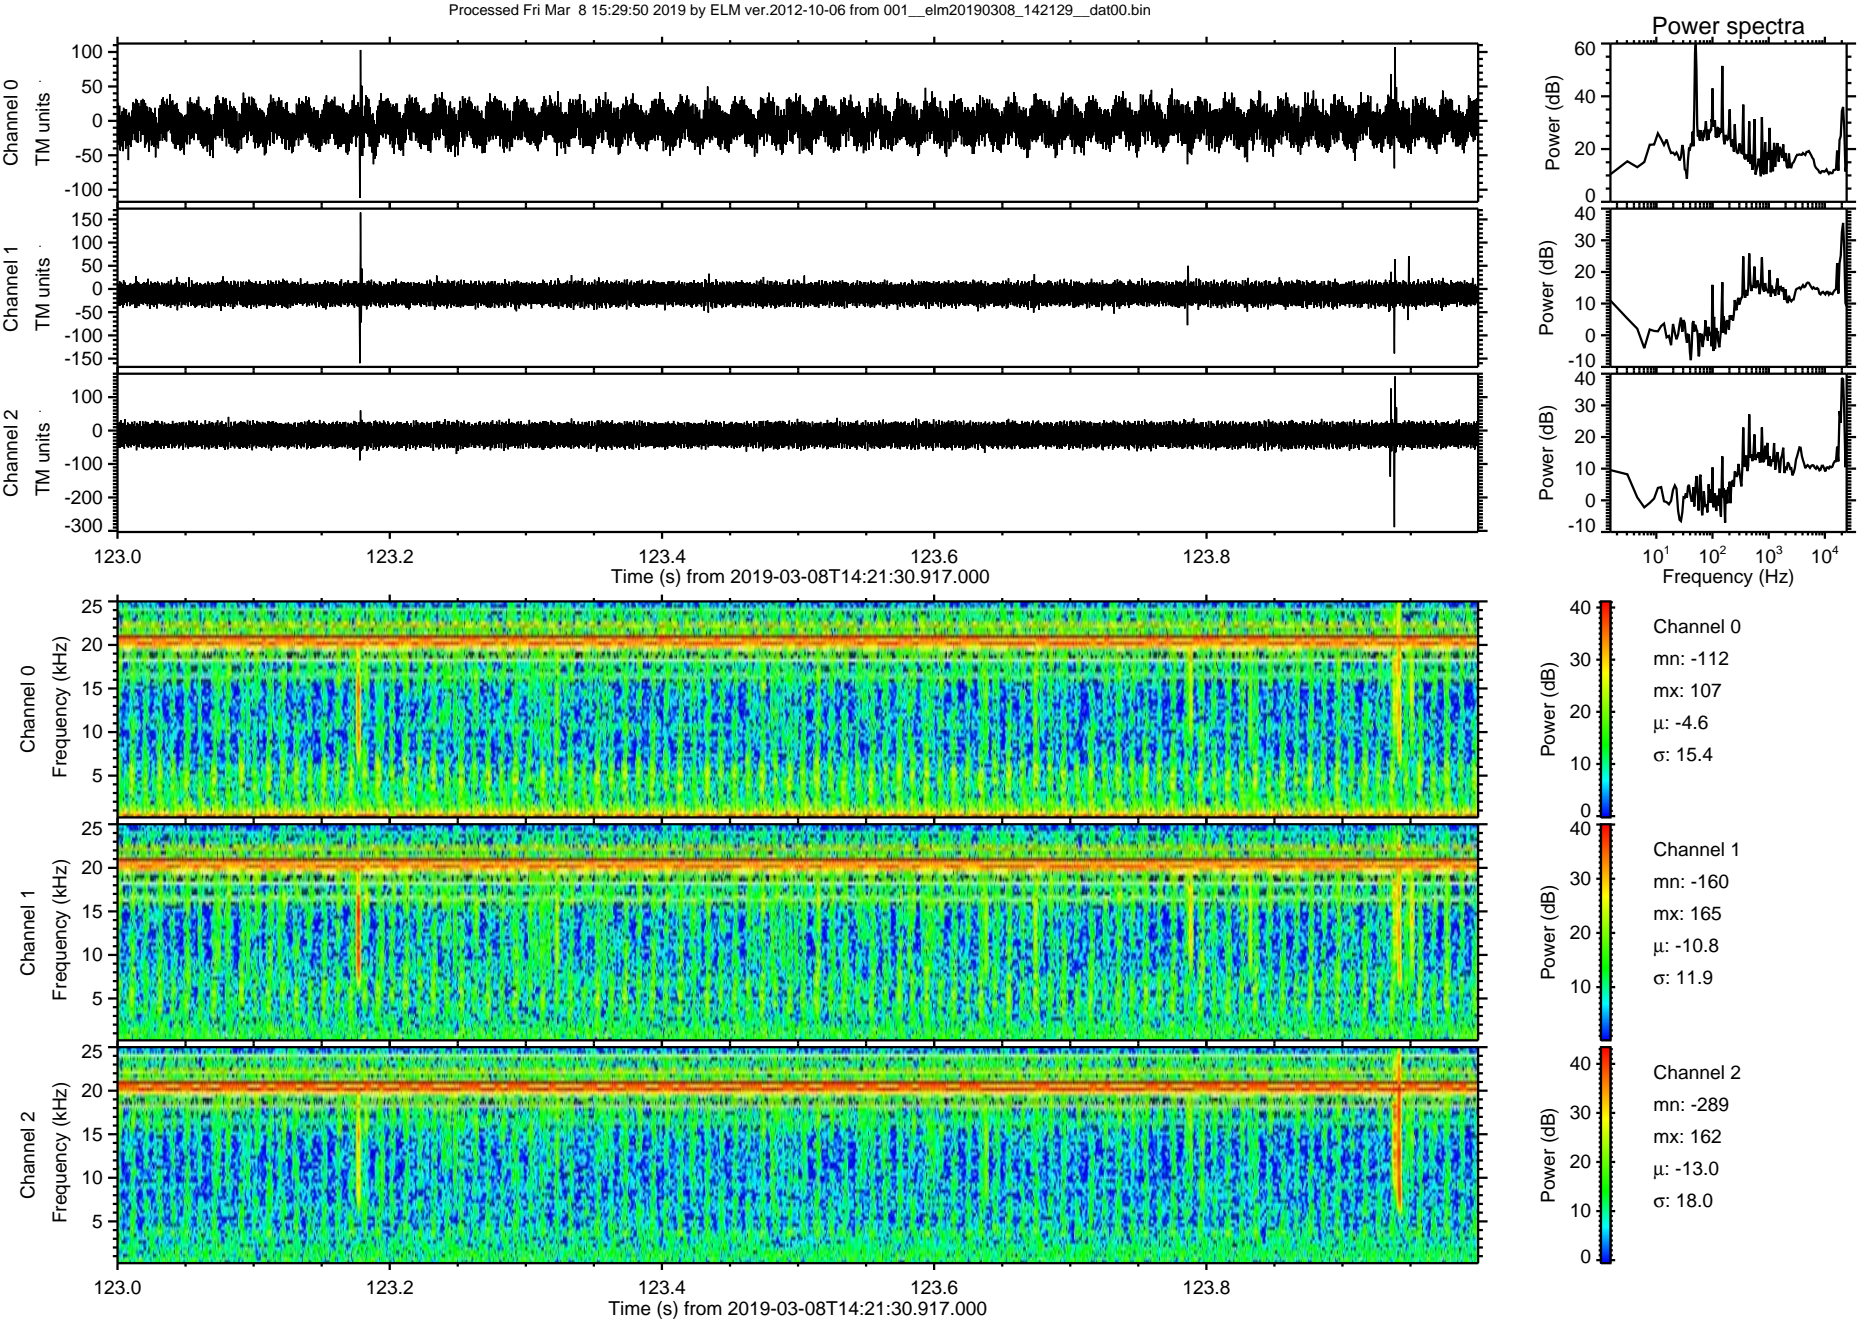 Processed Fri Mar  8 15:29:50 2019 by ELM ver.2012-10-06 from 001__elm20190308_142129__dat00.bin
Power spectra
Channel 0
TM units
100
50
0
-50
-100
Power (dB)
60
40
20
0
Channel 1
TM units
150
100
50
0
-50
-100
-150
Power (dB)
40
30
20
10
0
-10
Channel 2
TM units
100
0
-100
-200
-300
Power (dB)
40
30
20
10
0
-10
123.0 123.2 123.4 123.6 123.8
Time (s) from 2019-03-08T14:21:30.917.000
10¹ 10² 10³ 10⁴
Frequency (Hz)
Channel 0
Frequency (kHz)
25
20
15
10
5
Power (dB)
40
30
20
10
0
Channel 0
mn: -112
mx: 107
μ: -4.6
σ: 15.4
Channel 1
Frequency (kHz)
25
20
15
10
5
Power (dB)
40
30
20
10
Channel 1
mn: -160
mx: 165
μ: -10.8
σ: 11.9
Channel 2
Frequency (kHz)
25
20
15
10
5
Power (dB)
40
30
20
10
0
Channel 2
mn: -289
mx: 162
μ: -13.0
σ: 18.0
123.0 123.2 123.4 123.6 123.8
Time (s) from 2019-03-08T14:21:30.917.000